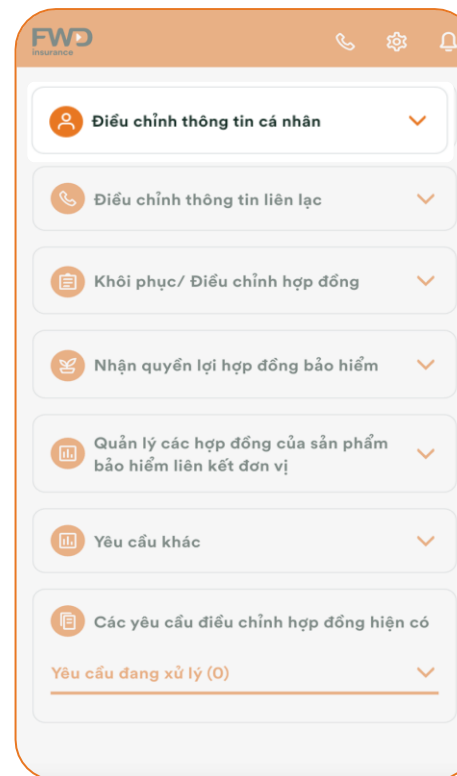 FWD
insurance
Điều chỉnh thông tin cá nhân
Điều chỉnh thông tin liên lạc
Khôi phục/ Điều chỉnh hợp đồng
Nhận quyền lợi hợp đồng bảo hiểm
Quản lý các hợp đồng của sản phẩm
bảo hiểm liên kết đơn vị
Yêu cầu khác
Các yêu cầu điều chỉnh hợp đồng hiện có
Yêu cầu đang xử lý (0)